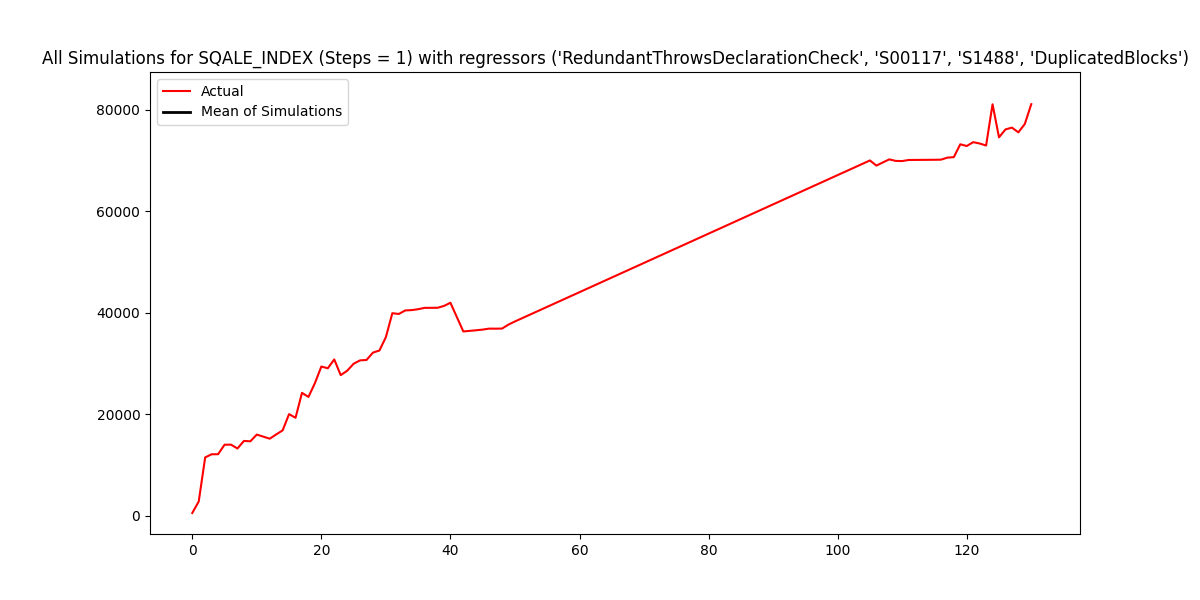 All Simulations for SQALE_INDEX (Steps = 1) with regressors ('RedundantThrowsDeclarationCheck', 'S00117', 'S1488', 'DuplicatedBlocks')
Actual
Mean of Simulations
80000
60000
40000
20000
0
0 20 40 60 80 100 120